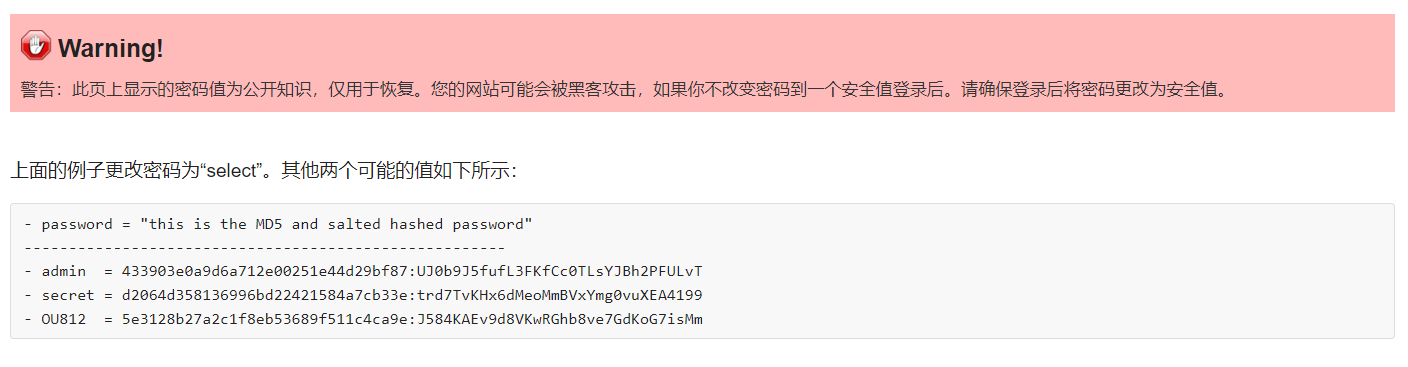 Warning!
警告：此页上显示的密码值为公开知识，仅用于恢复。您的网站可能会被黑客攻击，如果你不改变密码到一个安全值登录后。请确保登录后将密码更改为安全值。
上面的例子更改密码为“select”。其他两个可能的值如下所示：
- password = "this is the MD5 and salted hashed password"
------------------------------------------------------
- admin  = 433903e0a9d6a712e00251e44d29bf87:UJ0b9J5fufL3FKfCc0TLsYJBh2PFULvT
- secret = d2064d358136996bd22421584a7cb33e:trd7TvKHx6dMeoMmBVxYmg0vuXEA4199
- OU812  = 5e3128b27a2c1f8eb53689f511c4ca9e:J584KAEv9d8VKwRGhb8ve7GdKoG7isMm